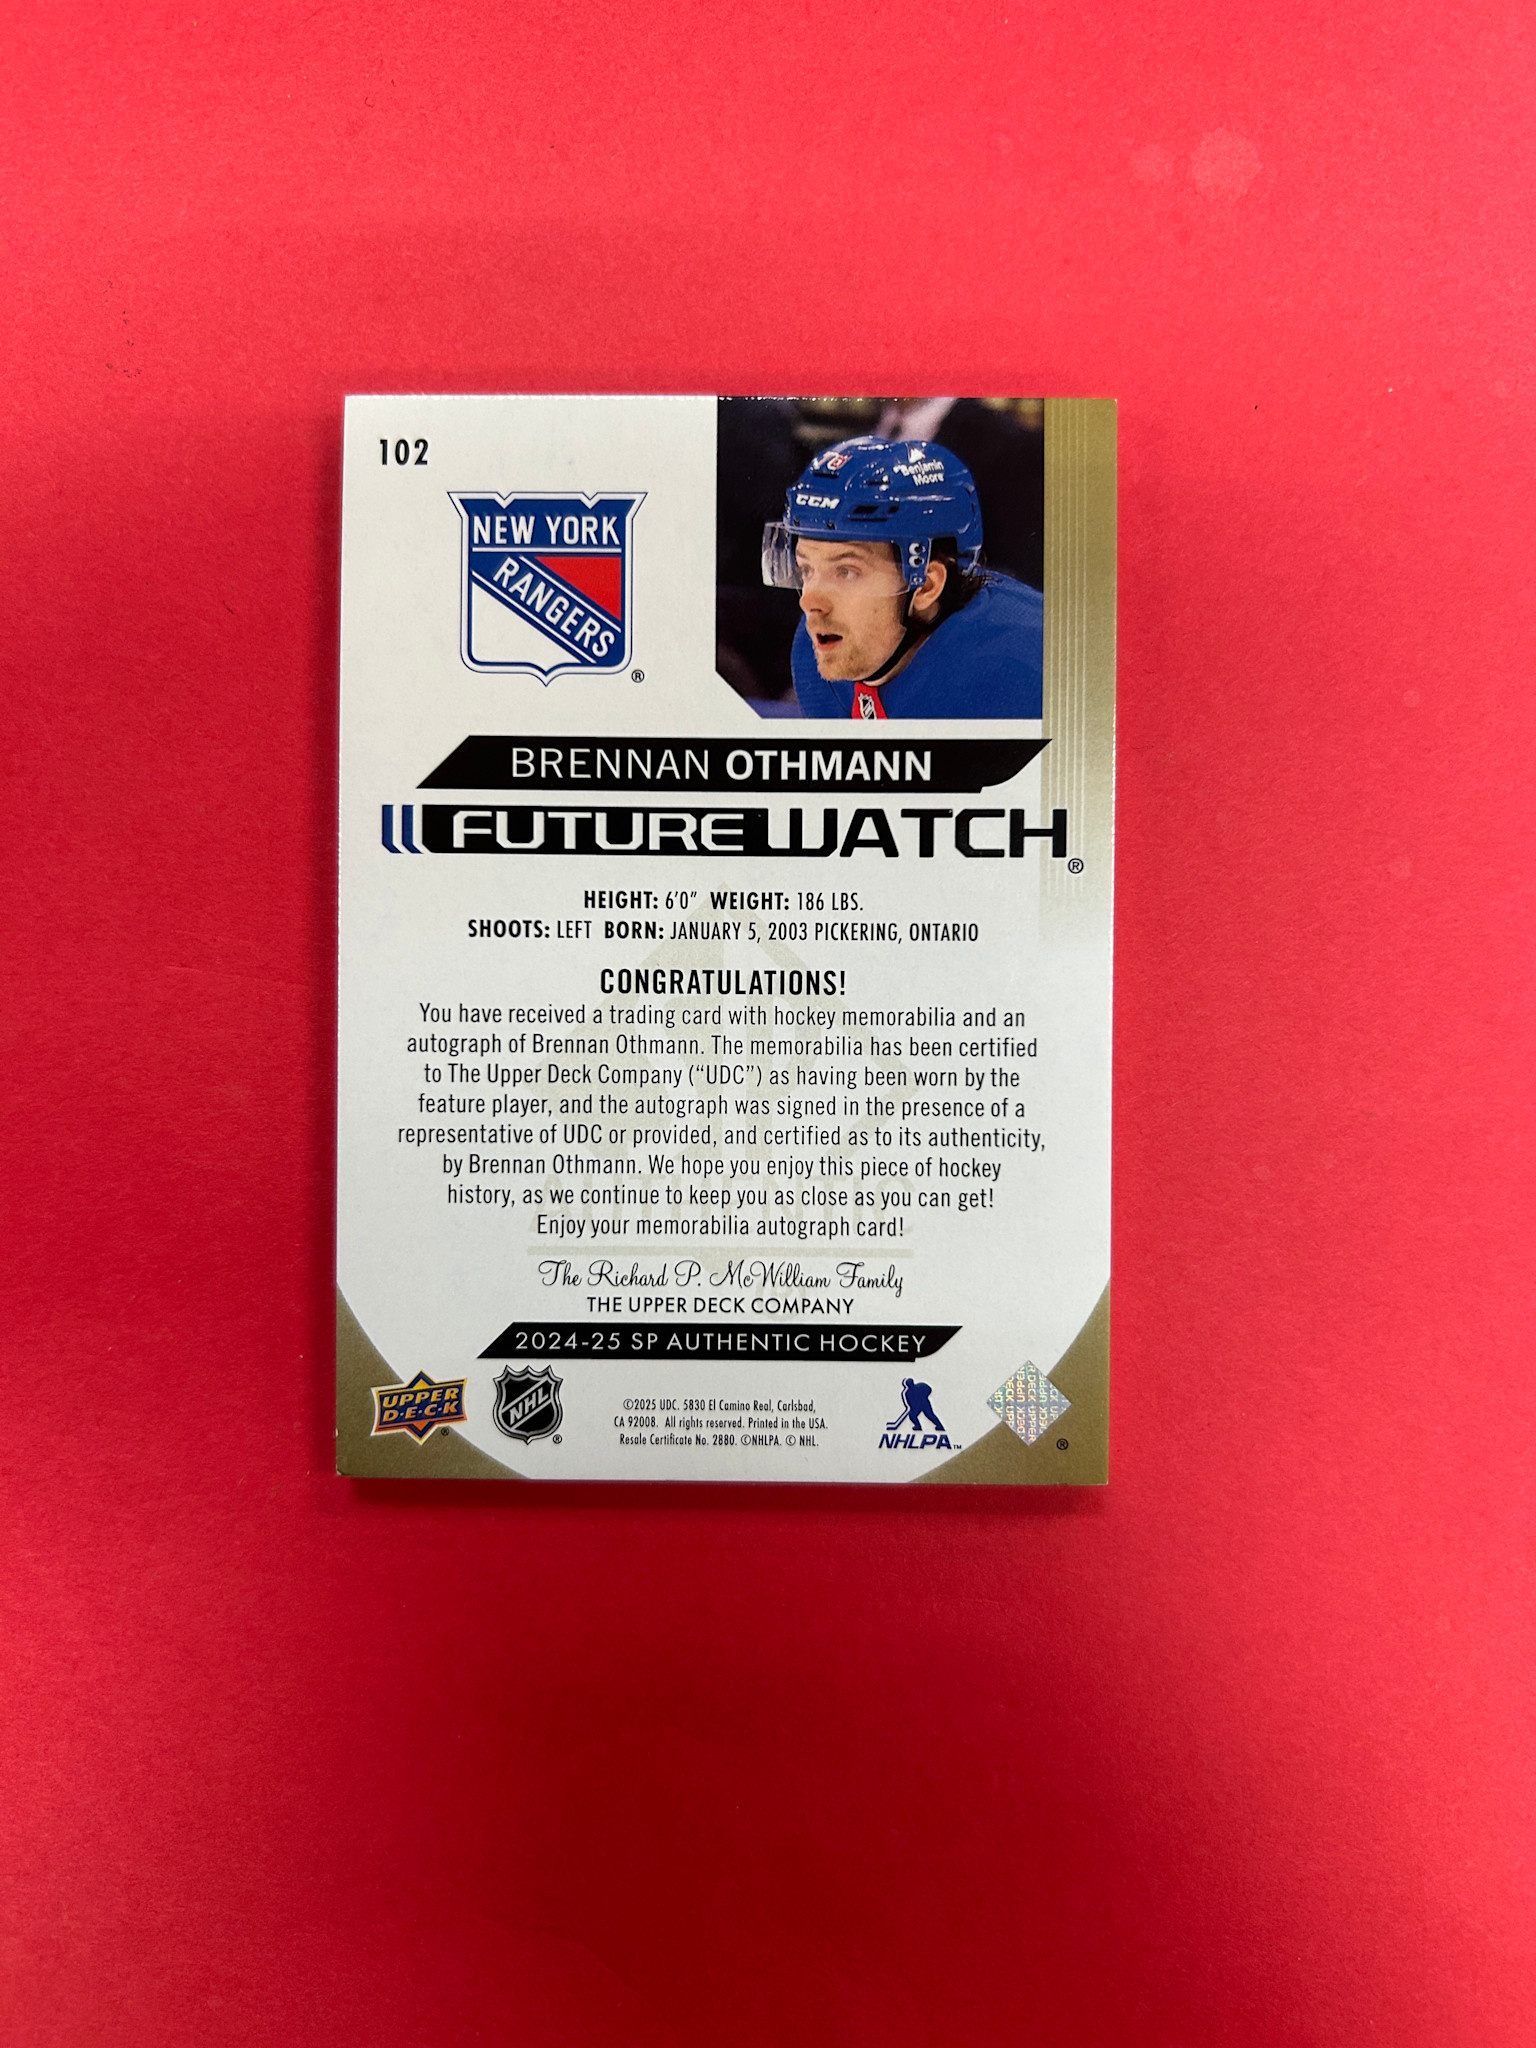 102
NEW YORK
RANGERS
®
78
Benjamin
Moore
CCM
BRENNAN OTHMANN
FUTURE WATCH®
HEIGHT: 6'0" WEIGHT: 186 LBS.
SHOOTS: LEFT BORN: JANUARY 5, 2003 PICKERING, ONTARIO
CONGRATULATIONS!
You have received a trading card with hockey memorabilia and an
autograph of Brennan Othmann. The memorabilia has been certified
to The Upper Deck Company (“UDC”) as having been worn by the
feature player, and the autograph was signed in the presence of a
representative of UDC or provided, and certified as to its authenticity,
by Brennan Othmann. We hope you enjoy this piece of hockey
history, as we continue to keep you as close as you can get!
Enjoy your memorabilia autograph card!
The Richard P. McWilliam Family
THE UPPER DECK COMPANY
2024-25 SP AUTHENTIC HOCKEY
UPPER
D·E·C·K
®
NHL
®
©2025 UDC. 5830 El Camino Real, Carlsbad,
CA 92008. All rights reserved. Printed in the USA.
Resale Certificate No. 2880. ©NHLPA. © NHL.
NHLPA™
UPPER DECK
®
SP
AUTHENTIC